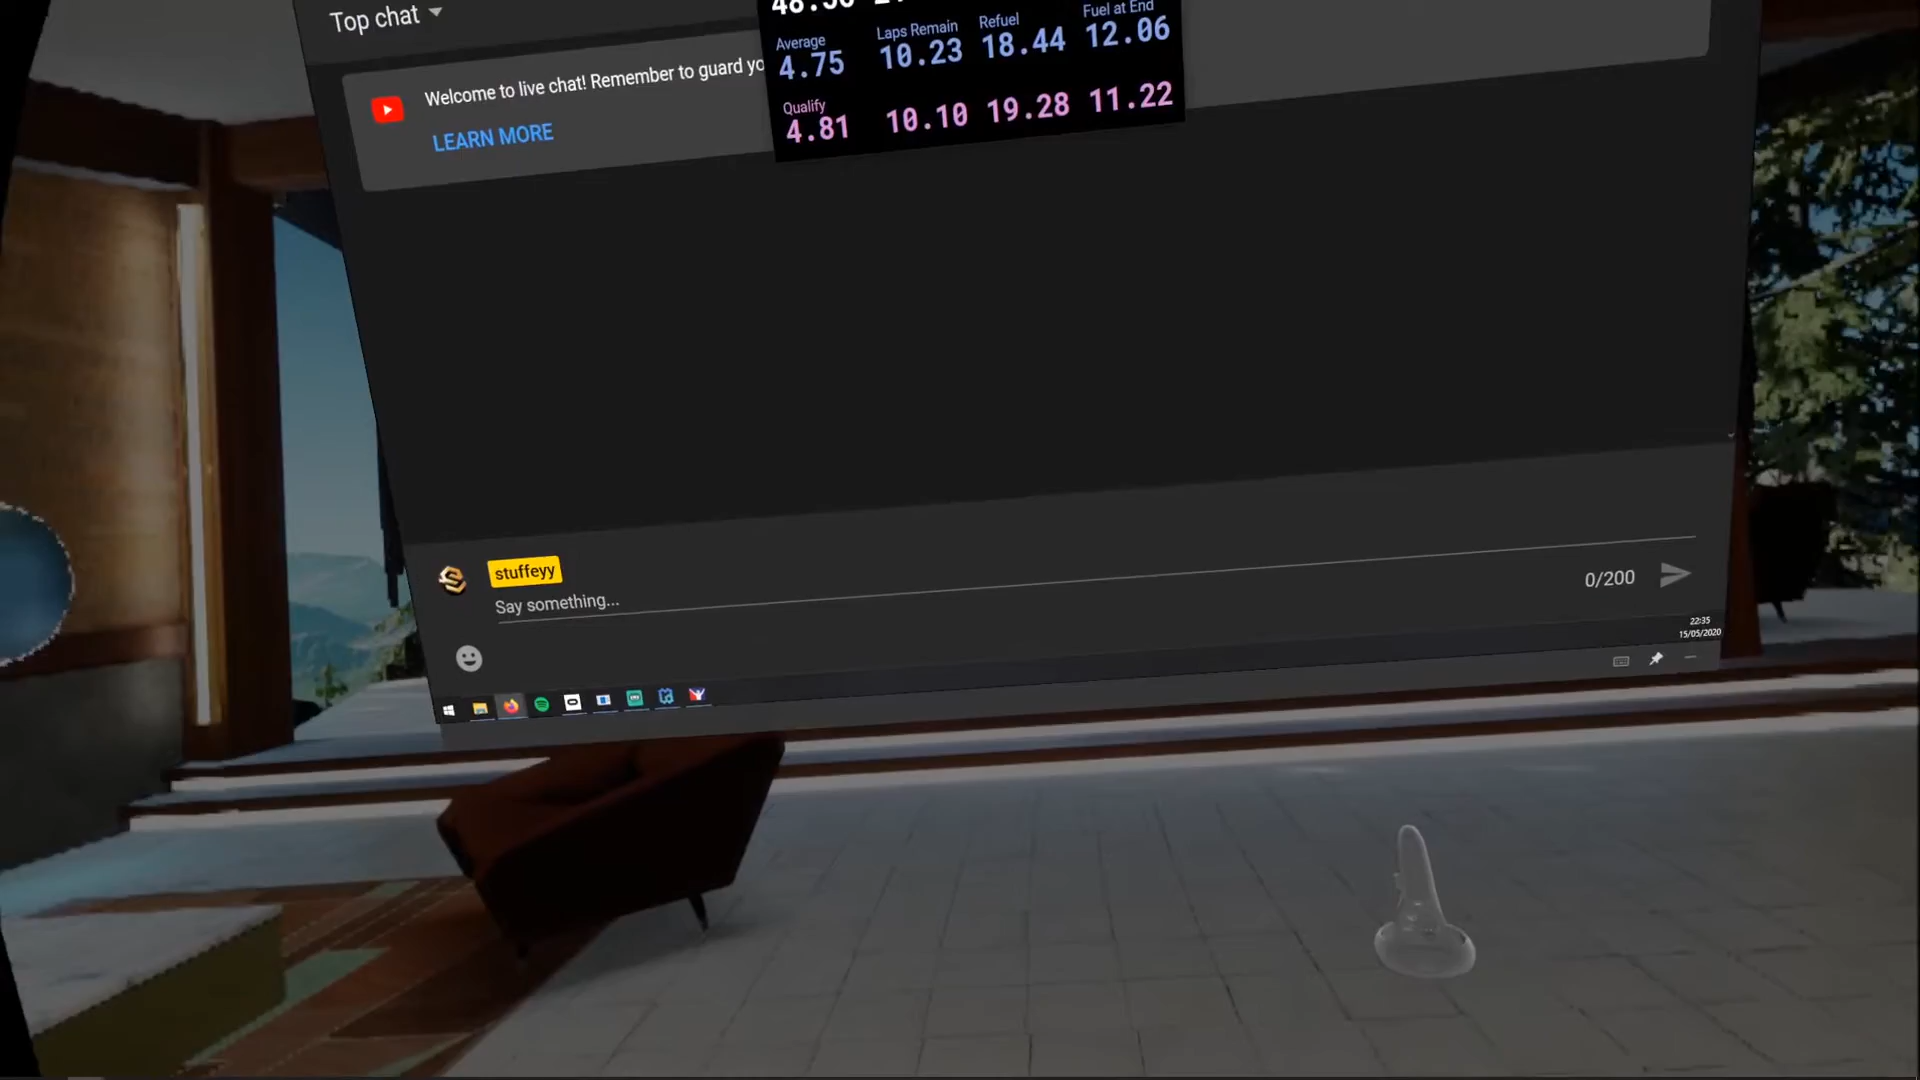 Top chat
Welcome to live chat! Remember to guard yo
LEARN MORE
Average
Laps Remain
Refuel
Fuel at End
4.75 10.23 18.44 12.06
Qualify
4.81 10.10 19.28 11.22
stuffeyy
Say something...
0/200
22:35
15/05/2020